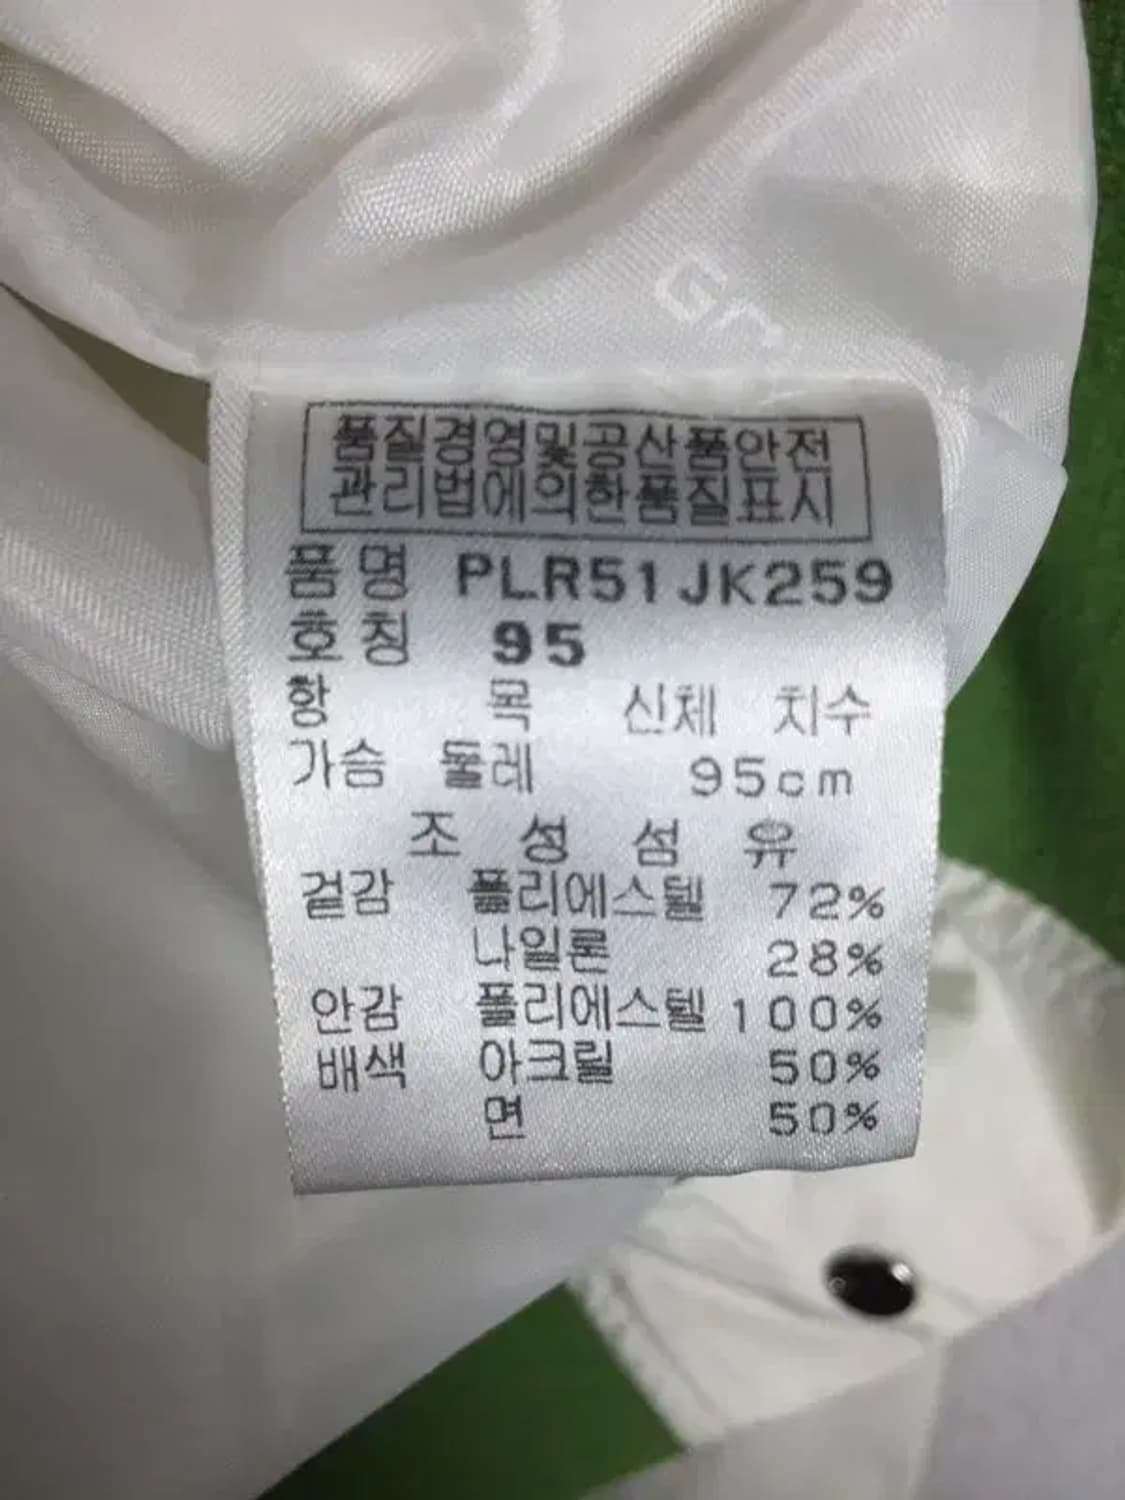 품질경영및공산품안전
관리법에의한품질표시
품명 PLR51JK259
호칭 95
항 목 신체 치수
가슴 둘레 95cm
조 성 섬 유
겉감 폴리에스텔 72%
나일론 28%
안감 폴리에스텔 100%
배색 아크릴 50%
면 50%